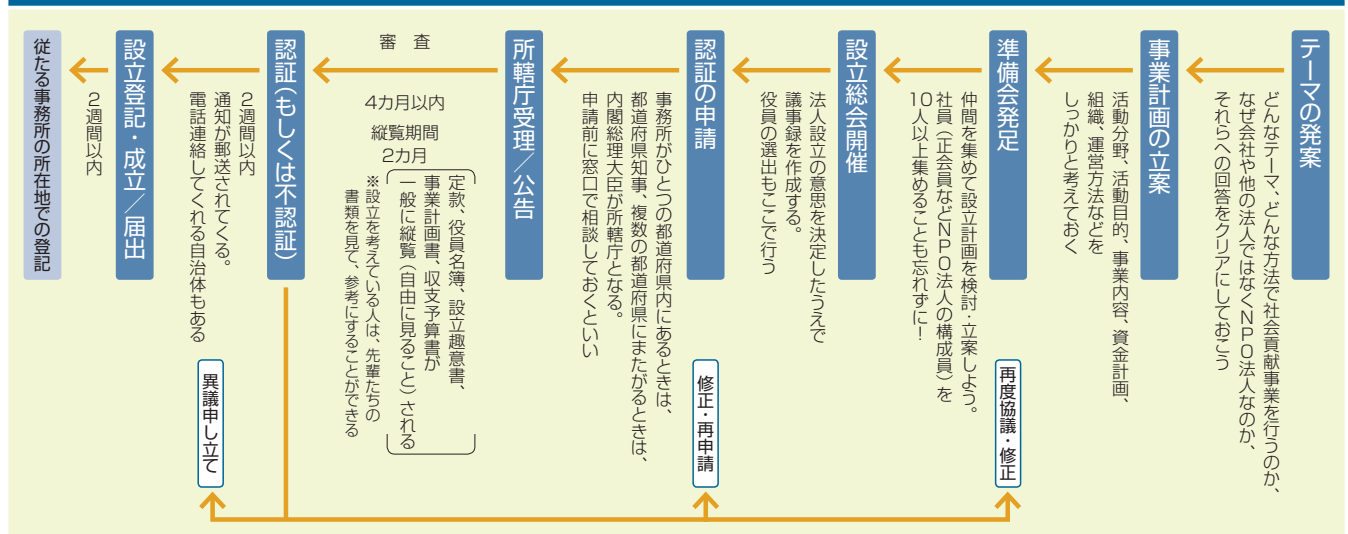 テーマの発案
どんなテーマ、どんな方法で社会貢献事業を行うのか、
なぜ会社や他の法人ではなくNPO法人なのか、
それらへの回答をクリアにしておこう
事業計画の立案
活動分野、活動目的、事業内容、資金計画、
組織、運営方法などを
しっかりと考えておく
準備会発足
仲間を集めて設立計画を検討・立案しよう。
社員（正会員などNPO法人の構成員）を
10人以上集めることも忘れずに！
再度協議・修正
設立総会開催
法人設立の意思を決定したうえで
議事録を作成する。
役員の選出もここで行う
認証の申請
事務所がひとつの都道府県内にあるときは、
都道府県知事、複数の都道府県にまたがるときは、
内閣総理大臣が所轄庁となる。
申請前に窓口で相談しておくといい
修正・再申請
所轄庁受理／公告
審　査
4カ月以内
縦覧期間
2カ月
定款、役員名簿、設立趣意書、
事業計画書、収支予算書が
一般に縦覧（自由に見ること）される
※設立を考えている人は、先輩たちの
書類を見て、参考にすることができる
認証（もしくは不認証）
2週間以内
通知が郵送されてくる。
電話連絡してくれる自治体もある
異議申し立て
設立登記・成立／届出
2週間以内
従たる事務所の所在地での登記